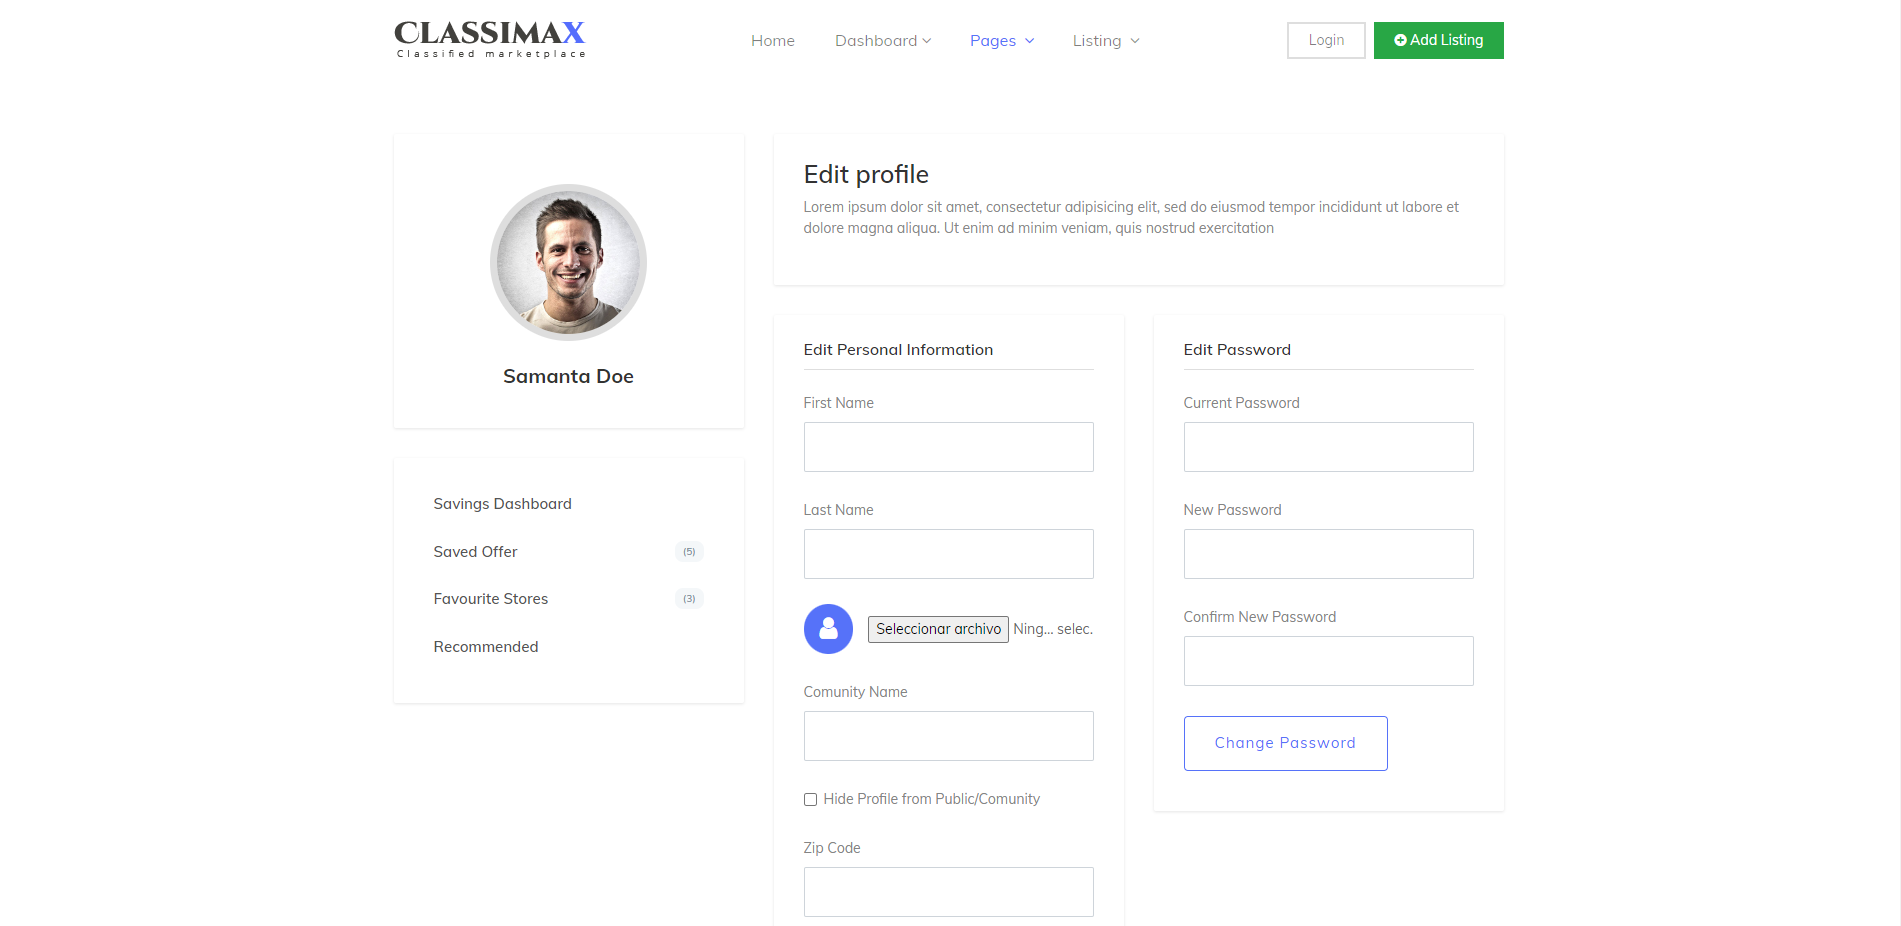 CLASSIMAX
Classified marketplace
Home
Dashboard
Pages
Listing
Login
Add Listing
Samanta Doe
Savings Dashboard
Saved Offer
(5)
Favourite Stores
(3)
Recommended
Edit profile
Lorem ipsum dolor sit amet, consectetur adipisicing elit, sed do eiusmod tempor incididunt ut labore et
dolore magna aliqua. Ut enim ad minim veniam, quis nostrud exercitation
Edit Personal Information
First Name
Last Name
Seleccionar archivo Ning... selec.
Comunity Name
Hide Profile from Public/Comunity
Zip Code
Edit Password
Current Password
New Password
Confirm New Password
Change Password